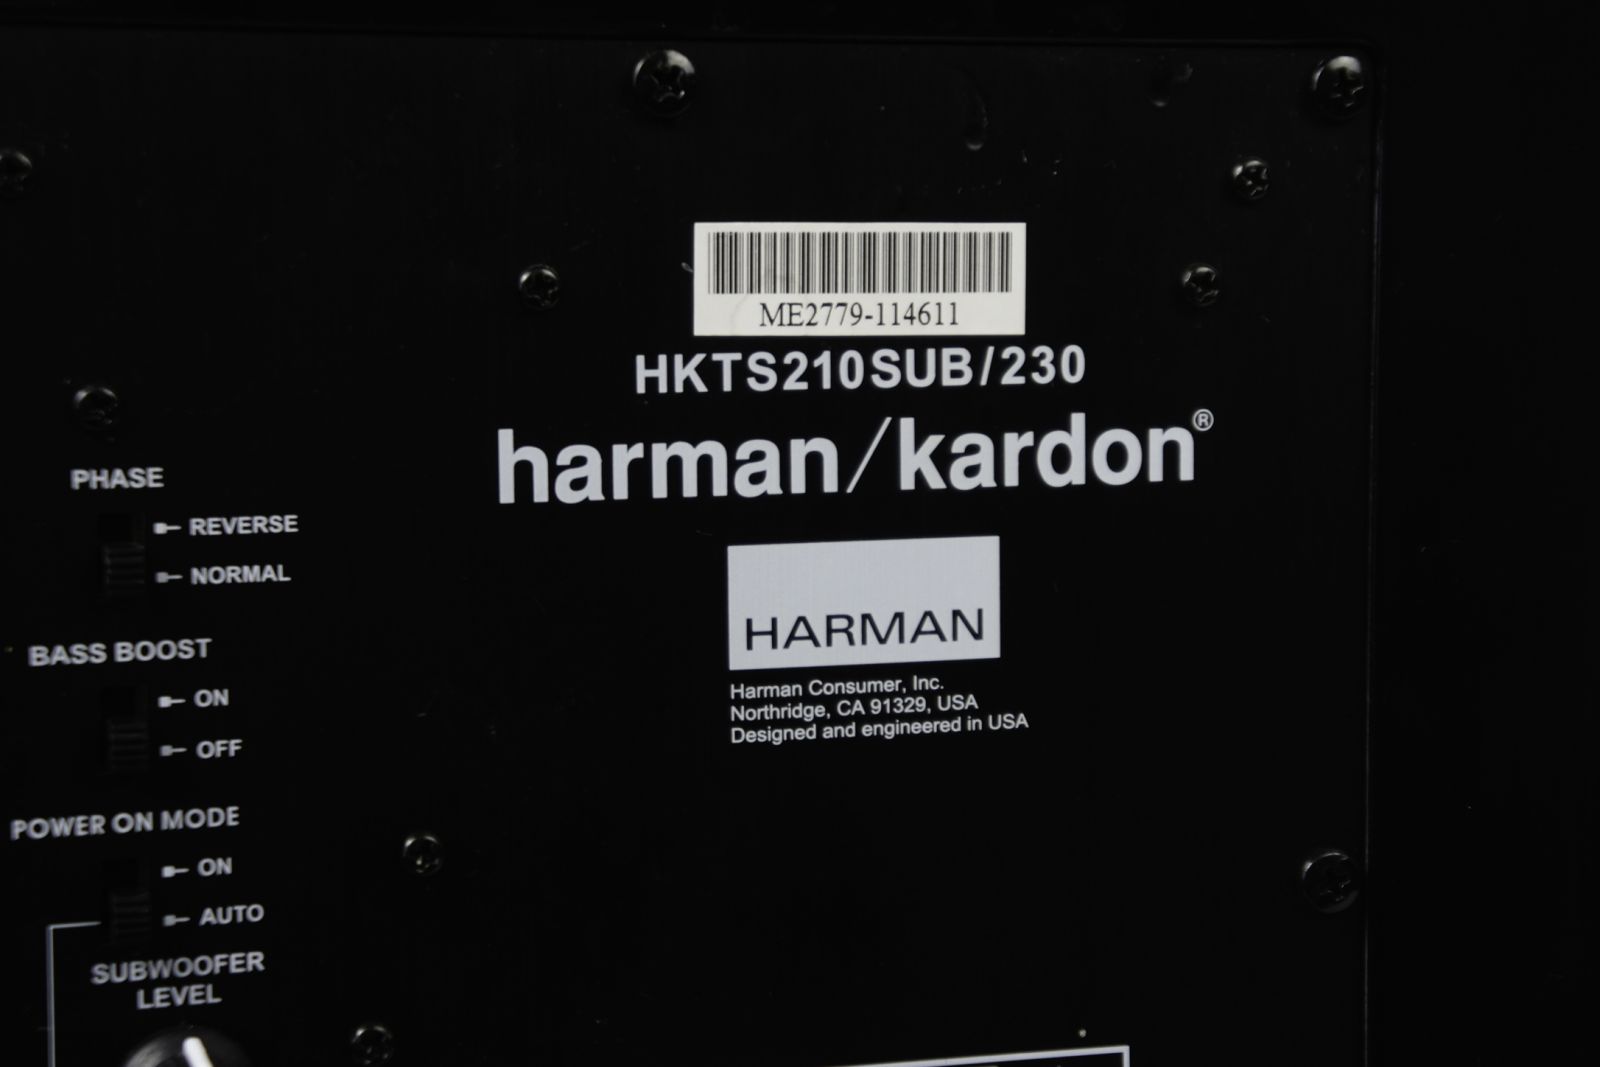 ME2779-114611
HKTS210SUB/230
harman/kardon®
HARMAN
Harman Consumer, Inc.
Northridge, CA 91329, USA
Designed and engineered in USA
PHASE
REVERSE
NORMAL
BASS BOOST
ON
OFF
POWER ON MODE
ON
AUTO
SUBWOOFER
LEVEL